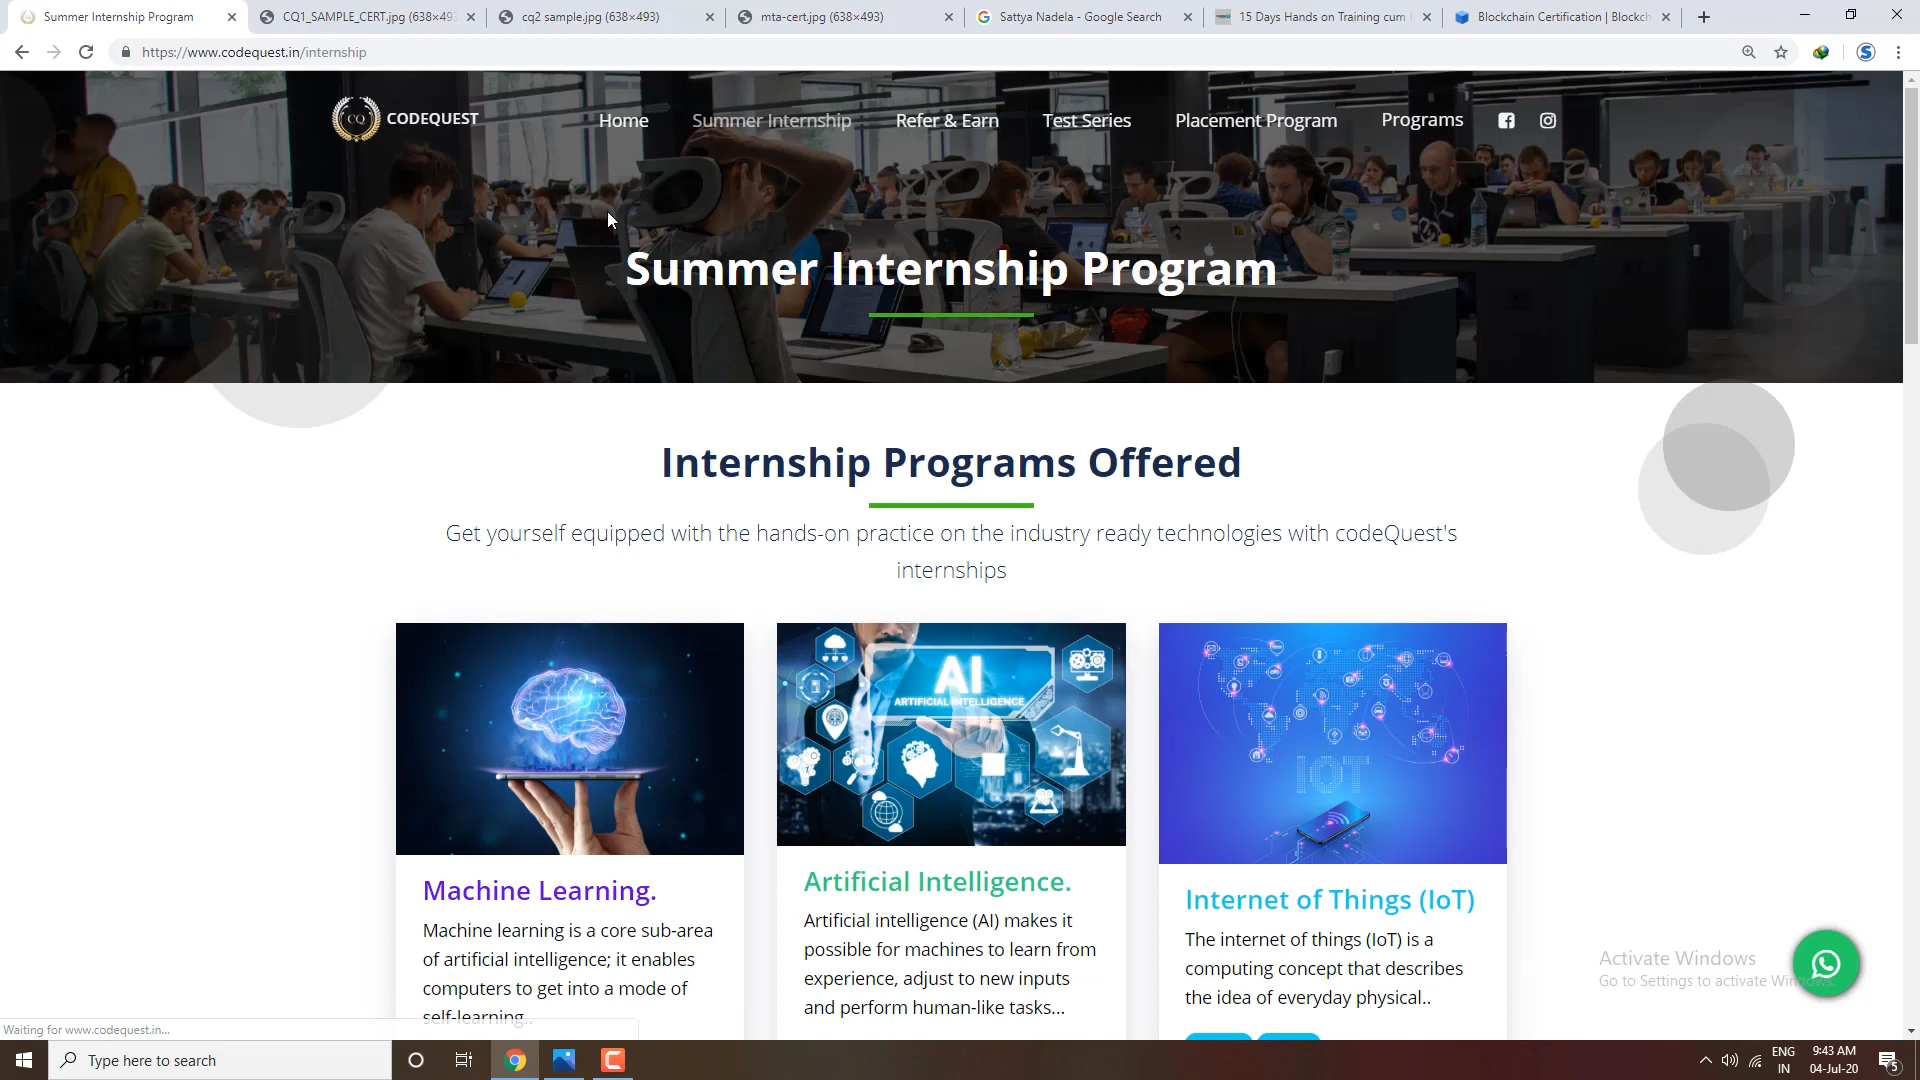 Summer Internship Program
CQ1_SAMPLE_CERT.jpg (638×493
cq2 sample.jpg (638×493)
mta-cert.jpg (638×493)
Sattya Nadela - Google Search
15 Days Hands on Training cum
Blockchain Certification | Blockch
https://www.codequest.in/internship
CQ
CODEQUEST
Home
Summer Internship
Refer & Earn
Test Series
Placement Program
Programs
Summer Internship Program
Internship Programs Offered
Get yourself equipped with the hands-on practice on the industry ready technologies with codeQuest's
internships
AI
ARTIFICIAL INTELLIGENCE
IOT
Machine Learning.
Machine learning is a core sub-area
of artificial intelligence; it enables
computers to get into a mode of
self-learning..
Artificial Intelligence.
Artificial intelligence (AI) makes it
possible for machines to learn from
experience, adjust to new inputs
and perform human-like tasks...
Internet of Things (IoT)
The internet of things (IoT) is a
computing concept that describes
the idea of everyday physical..
Activate Windows
Go to Settings to activate Windows.
Waiting for www.codequest.in...
Type here to search
ENG
IN
9:43 AM
04-Jul-20
5